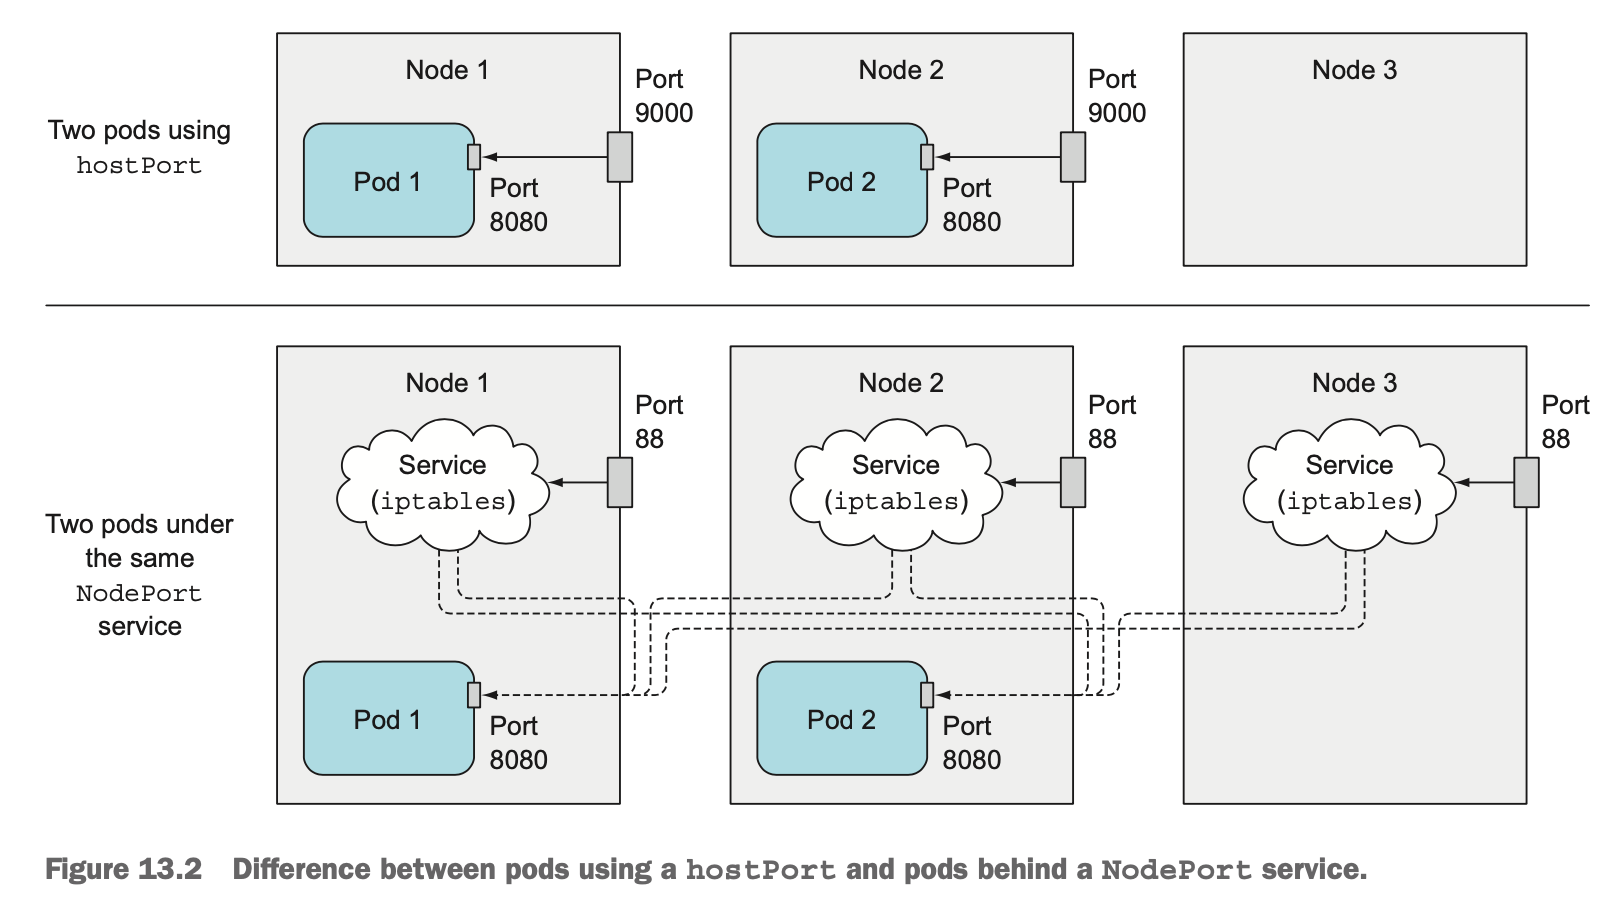 Node 1
Port
9000
Node 2
Port
9000
Node 3
Two pods using
hostPort
Pod 1
Port
8080
Pod 2
Port
8080
Node 1
Port
88
Node 2
Port
88
Node 3
Port
88
Service
(iptables)
Service
(iptables)
Service
(iptables)
Two pods under
the same
NodePort
service
Pod 1
Port
8080
Pod 2
Port
8080
Figure 13.2 Difference between pods using a hostPort and pods behind a NodePort service.